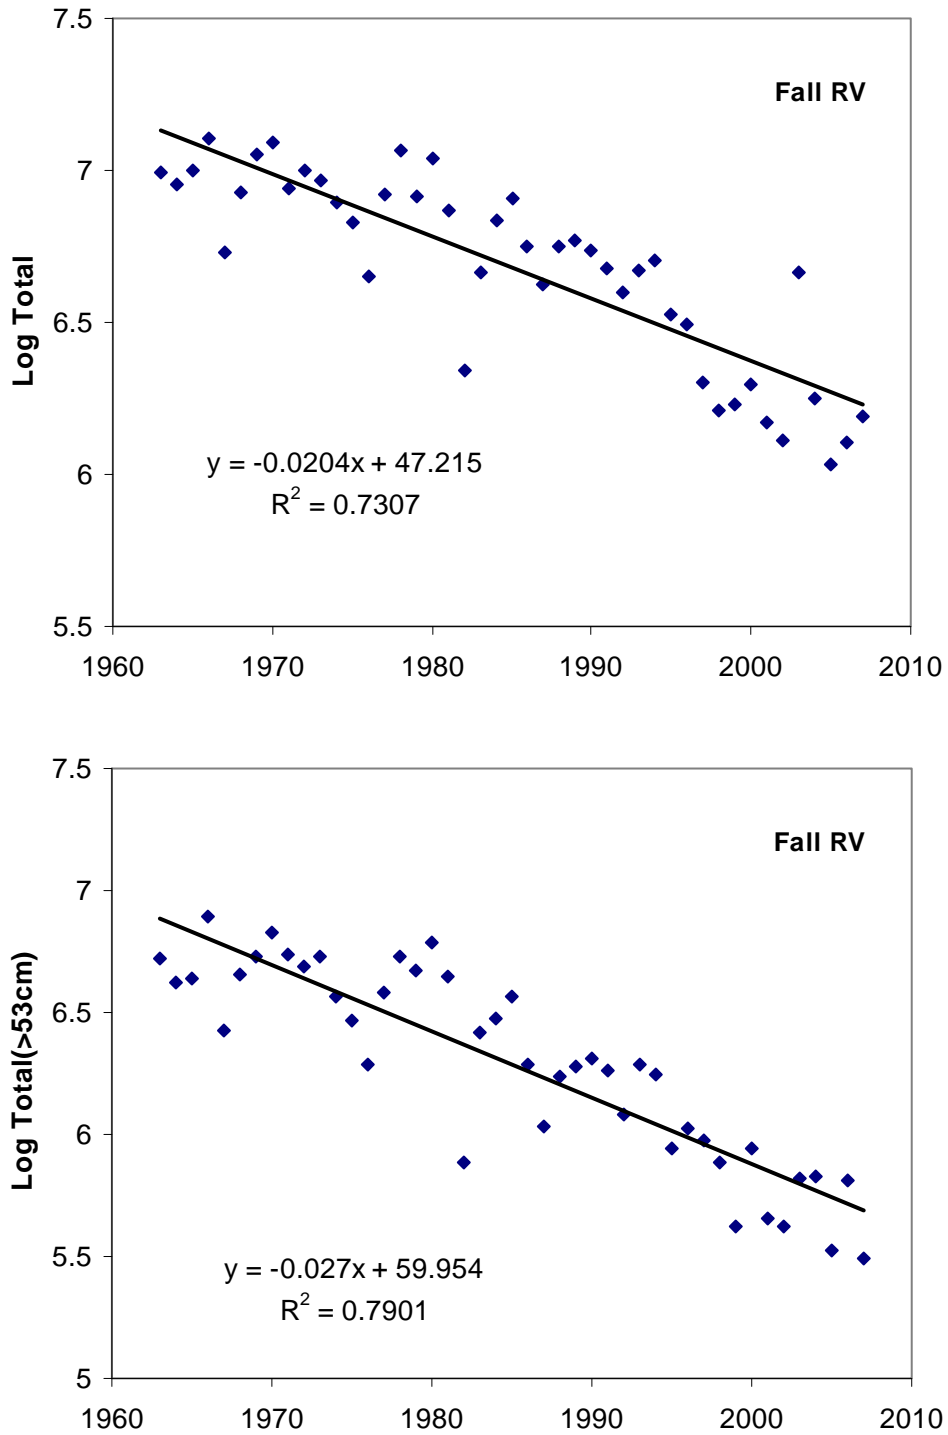 7.5
Fall RV
7
Log Total
6.5
6
y = -0.0204x + 47.215
R² = 0.7307
5.5
1960 1970 1980 1990 2000 2010
7.5
Fall RV
7
6.5
Log Total(>53cm)
6
5.5
y = -0.027x + 59.954
R² = 0.7901
5
1960 1970 1980 1990 2000 2010